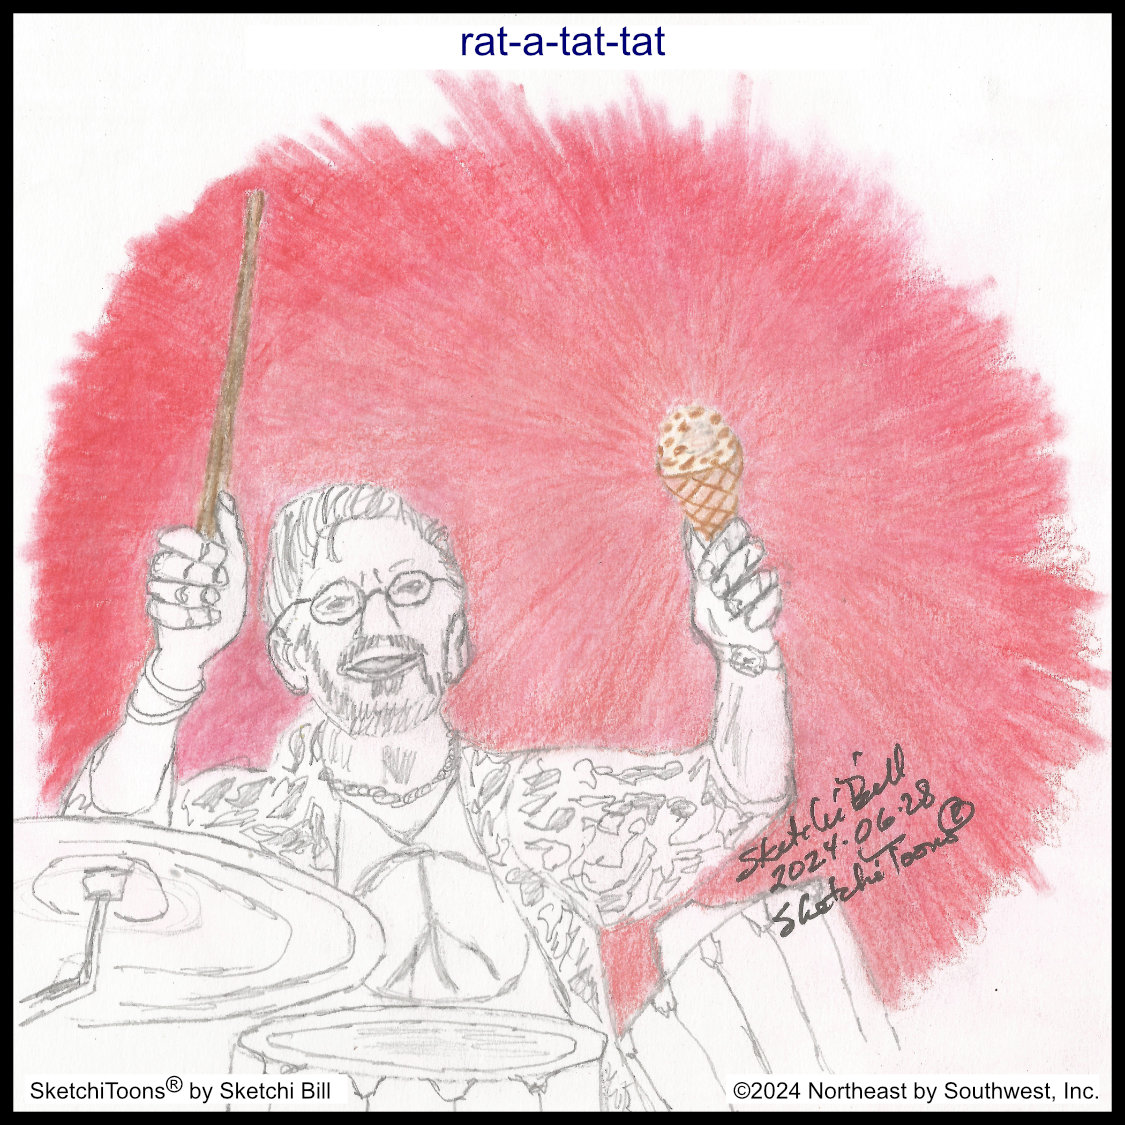 rat-a-tat-tat
Sketchi Bill
2024.06.28
SketchiToons®
SketchiToons® by Sketchi Bill
©2024 Northeast by Southwest, Inc.